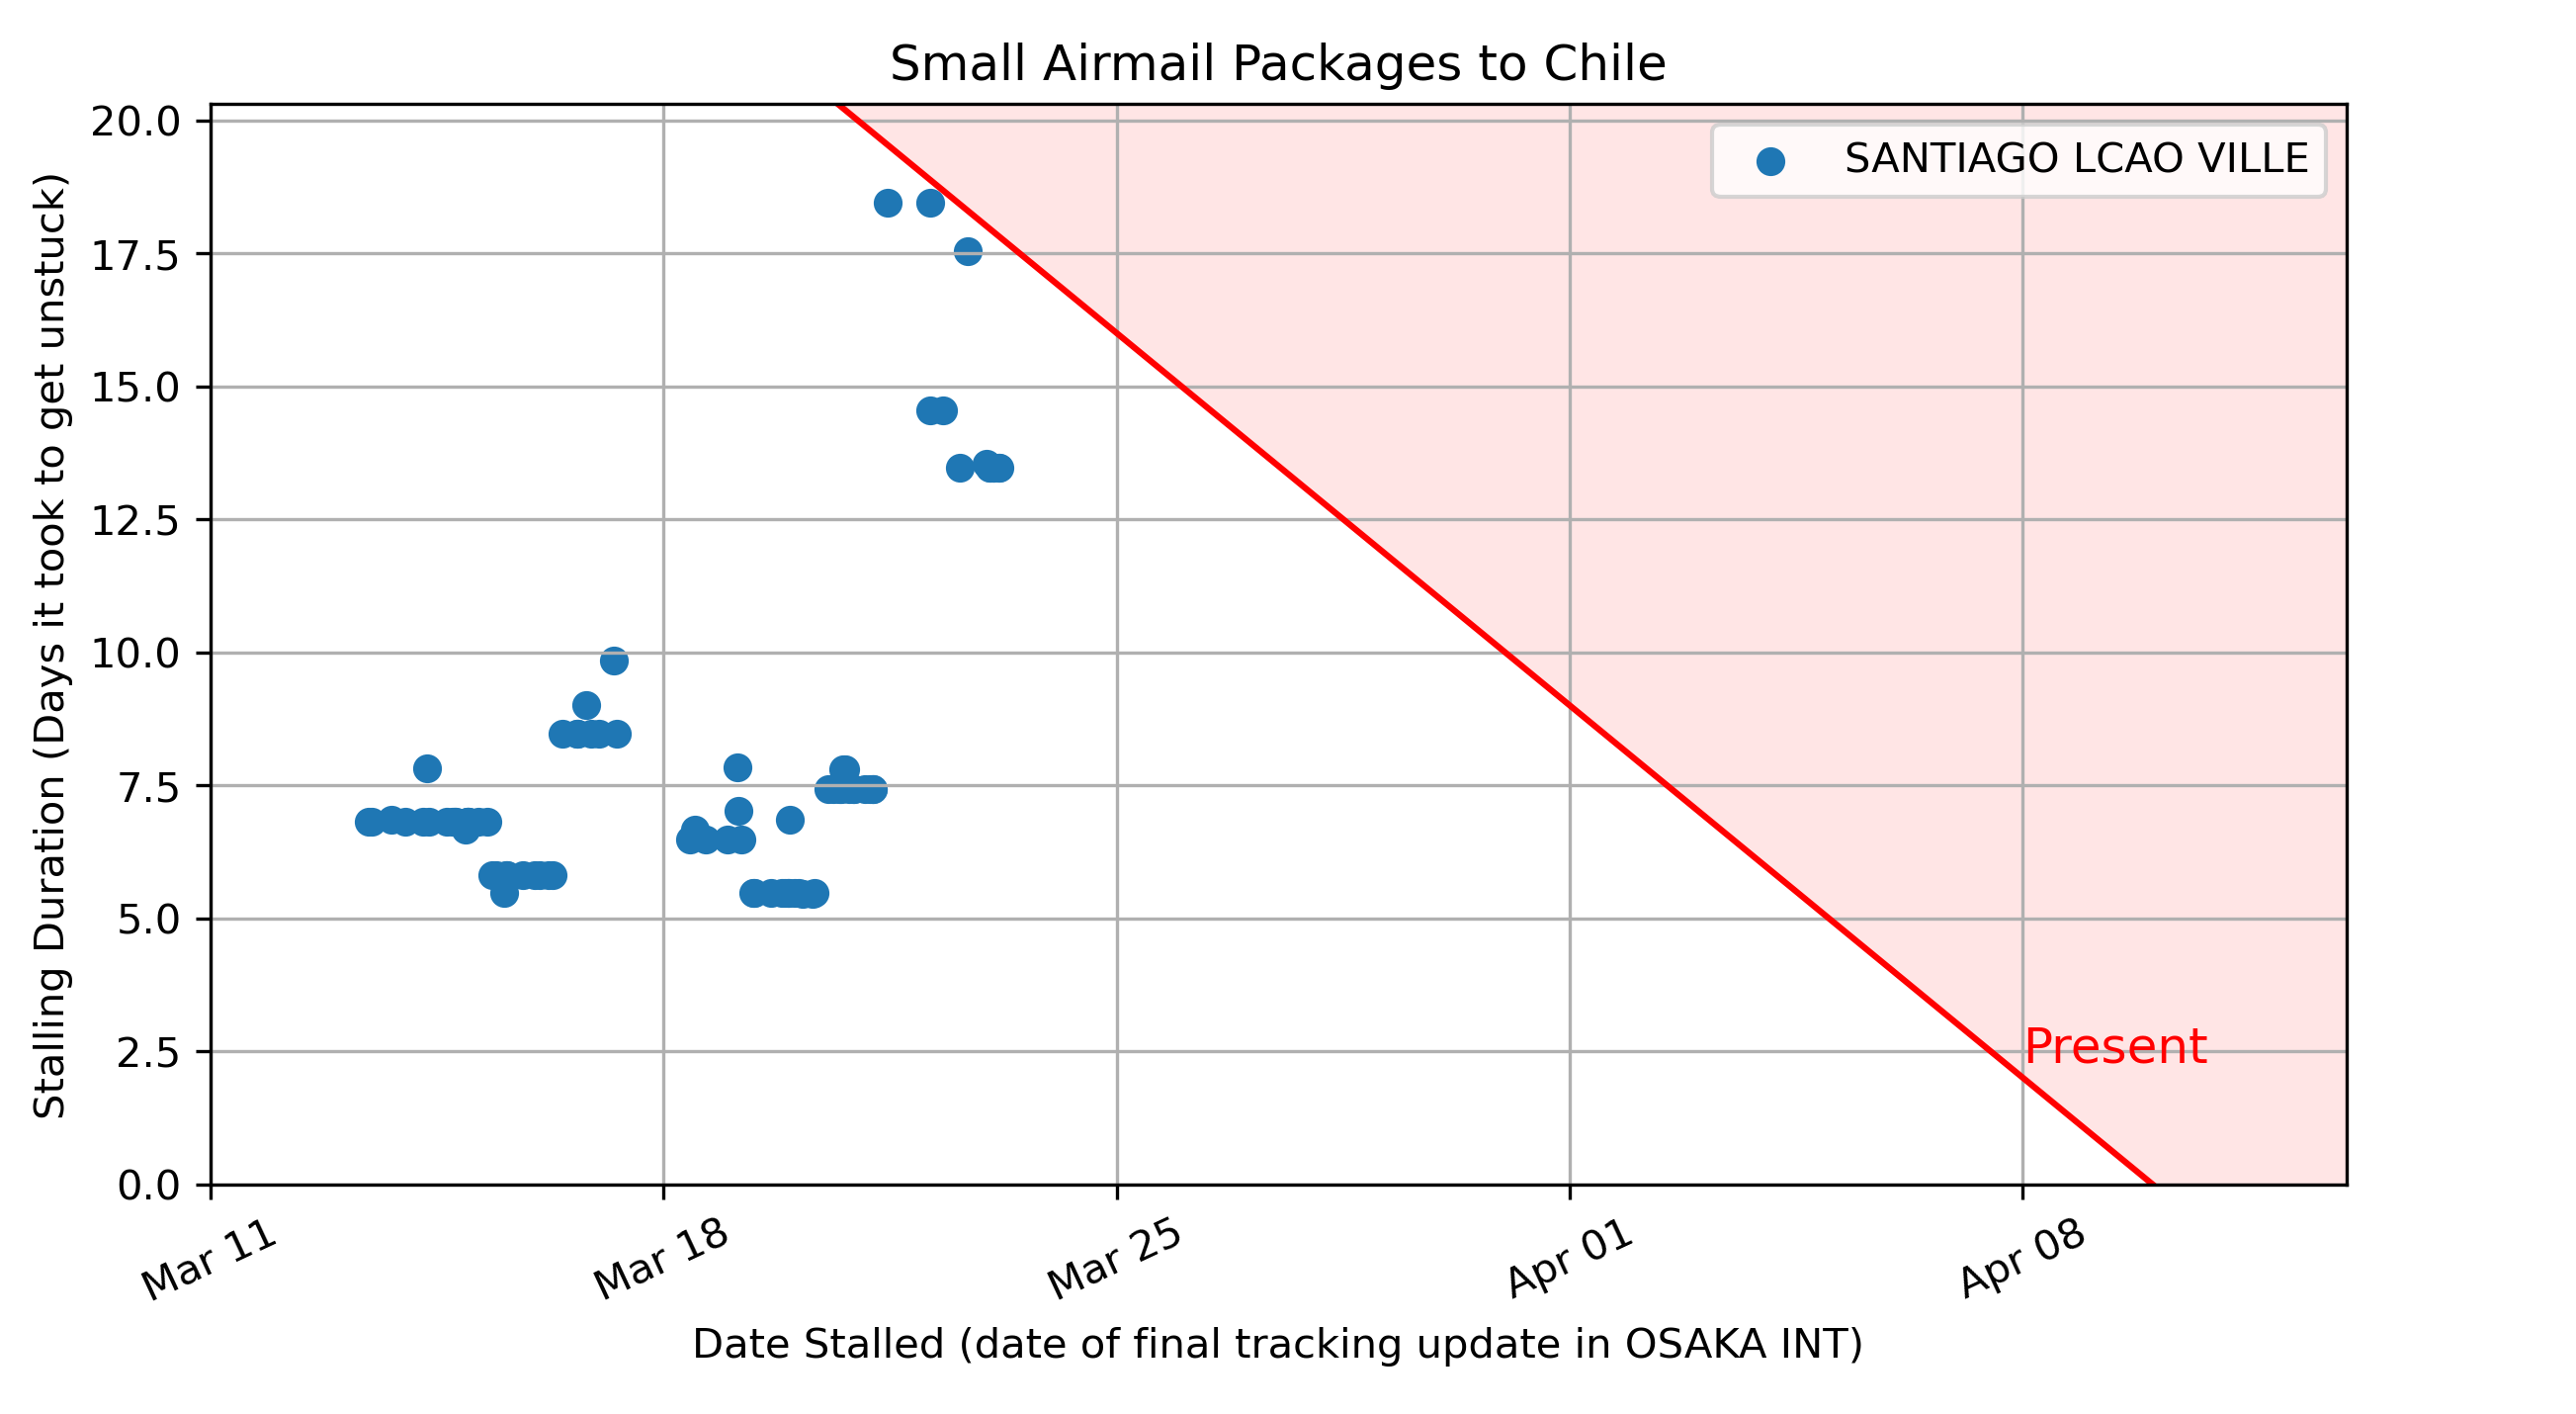 Small Airmail Packages to Chile
SANTIAGO LCAO VILLE
Stalling Duration (Days it took to get unstuck)
20.0
17.5
15.0
12.5
10.0
7.5
5.0
2.5
0.0
Present
Mar 11
Mar 18
Mar 25
Apr 01
Apr 08
Date Stalled (date of final tracking update in OSAKA INT)